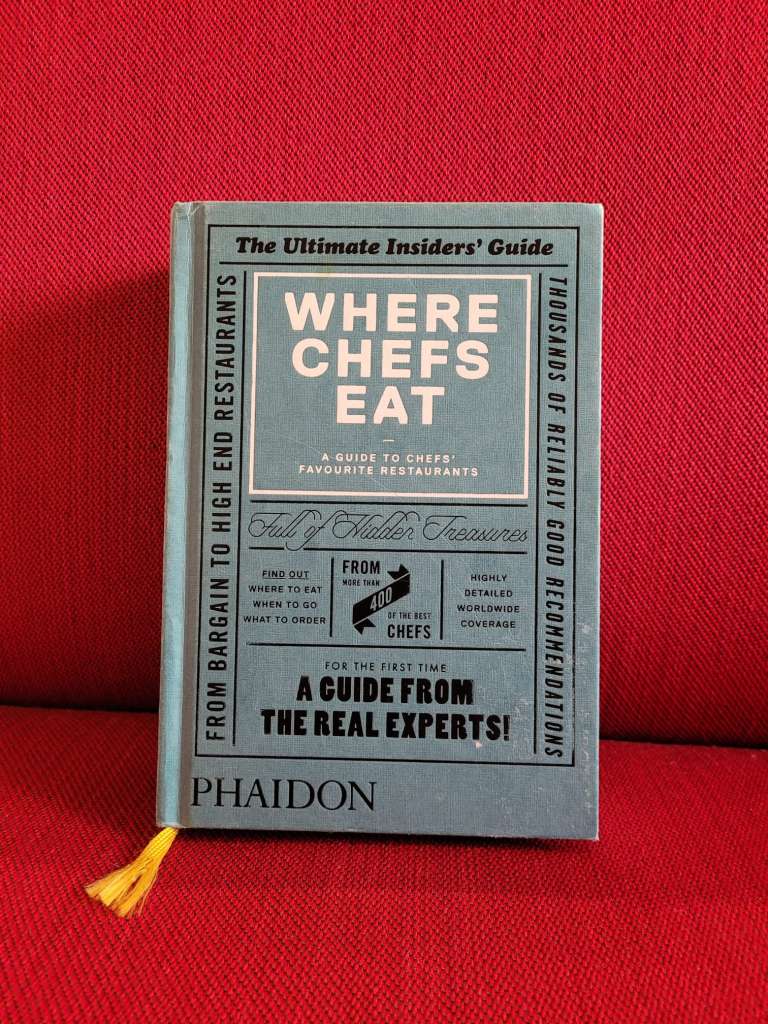 The Ultimate Insiders' Guide
FROM BARGAIN TO HIGH END RESTAURANTS
WHERE
CHEFS
EAT
A GUIDE TO CHEFS'
FAVOURITE RESTAURANTS
THOUSANDS OF RELIABLY GOOD RECOMMENDATIONS
Full of Hidden Treasures
FIND OUT
WHERE TO EAT
WHEN TO GO
WHAT TO ORDER
FROM
MORE THAN
400
OF THE BEST
CHEFS
HIGHLY
DETAILED
WORLDWIDE
COVERAGE
FOR THE FIRST TIME
A GUIDE FROM
THE REAL EXPERTS!
PHAIDON